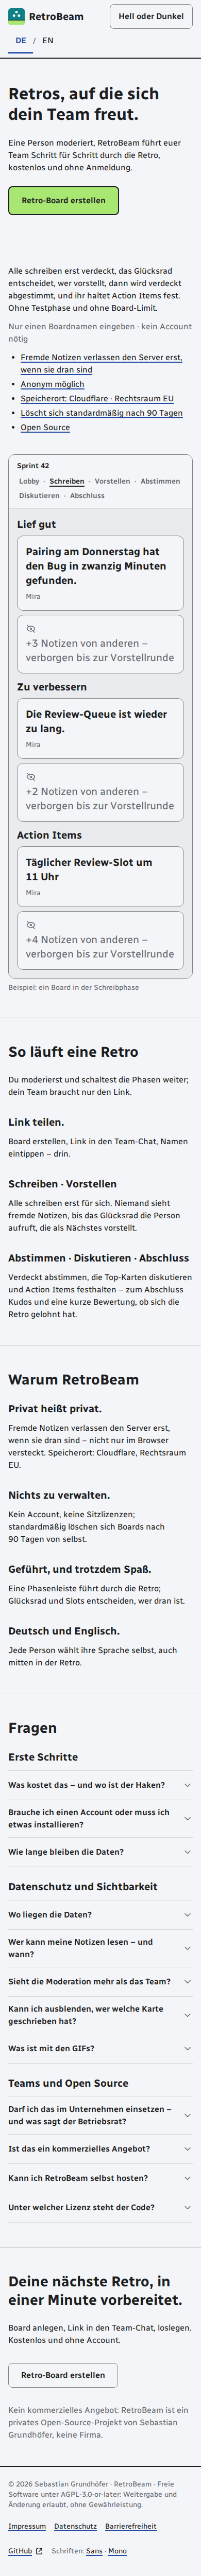 RetroBeam
Hell oder Dunkel
DE / EN
Retros, auf die sich
dein Team freut.
Eine Person moderiert, RetroBeam führt euer
Team Schritt für Schritt durch die Retro,
kostenlos und ohne Anmeldung.
Retro-Board erstellen
Alle schreiben erst verdeckt, das Glücksrad
entscheidet, wer vorstellt, dann wird verdeckt
abgestimmt, und ihr haltet Action Items fest.
Ohne Testphase und ohne Board-Limit.
Nur einen Boardnamen eingeben · kein Account
nötig
• Fremde Notizen verlassen den Server erst,
wenn sie dran sind
• Anonym möglich
• Speicherort: Cloudflare · Rechtsraum EU
• Löscht sich standardmäßig nach 90 Tagen
• Open Source
Sprint 42
Lobby · Schreiben · Vorstellen · Abstimmen
Diskutieren · Abschluss
Lief gut
Pairing am Donnerstag hat
den Bug in zwanzig Minuten
gefunden.
Mira
+3 Notizen von anderen –
verborgen bis zur Vorstellrunde
Zu verbessern
Die Review-Queue ist wieder
zu lang.
Mira
+2 Notizen von anderen –
verborgen bis zur Vorstellrunde
Action Items
Täglicher Review-Slot um
11 Uhr
Mira
+4 Notizen von anderen –
verborgen bis zur Vorstellrunde
Beispiel: ein Board in der Schreibphase
So läuft eine Retro
Du moderierst und schaltest die Phasen weiter;
dein Team braucht nur den Link.
Link teilen.
Board erstellen, Link in den Team-Chat, Namen
eintippen – drin.
Schreiben · Vorstellen
Alle schreiben erst für sich. Niemand sieht
fremde Notizen, bis das Glücksrad die Person
aufruft, die als Nächstes vorstellt.
Abstimmen · Diskutieren · Abschluss
Verdeckt abstimmen, die Top-Karten diskutieren
und Action Items festhalten – zum Abschluss
Kudos und eine kurze Bewertung, ob sich die
Retro gelohnt hat.
Warum RetroBeam
Privat heißt privat.
Fremde Notizen verlassen den Server erst,
wenn sie dran sind – nicht nur im Browser
versteckt. Speicherort: Cloudflare, Rechtsraum
EU.
Nichts zu verwalten.
Kein Account, keine Sitzlizenzen;
standardmäßig löschen sich Boards nach
90 Tagen von selbst.
Geführt, und trotzdem Spaß.
Eine Phasenleiste führt durch die Retro;
Glücksrad und Slots entscheiden, wer dran ist.
Deutsch und Englisch.
Jede Person wählt ihre Sprache selbst, auch
mitten in der Retro.
Fragen
Erste Schritte
Was kostet das – und wo ist der Haken?
Brauche ich einen Account oder muss ich
etwas installieren?
Wie lange bleiben die Daten?
Datenschutz und Sichtbarkeit
Wo liegen die Daten?
Wer kann meine Notizen lesen – und
wann?
Sieht die Moderation mehr als das Team?
Kann ich ausblenden, wer welche Karte
geschrieben hat?
Was ist mit den GIFs?
Teams und Open Source
Darf ich das im Unternehmen einsetzen –
und was sagt der Betriebsrat?
Ist das ein kommerzielles Angebot?
Kann ich RetroBeam selbst hosten?
Unter welcher Lizenz steht der Code?
Deine nächste Retro, in
einer Minute vorbereitet.
Board anlegen, Link in den Team-Chat, loslegen.
Kostenlos und ohne Account.
Retro-Board erstellen
Kein kommerzielles Angebot: RetroBeam ist ein
privates Open-Source-Projekt von Sebastian
Grundhöfer, keine Firma.
© 2026 Sebastian Grundhöfer · RetroBeam · Freie
Software unter AGPL-3.0-or-later: Weitergabe und
Änderung erlaubt, ohne Gewährleistung.
Impressum Datenschutz Barrierefreiheit
GitHub Schriften: Sans · Mono